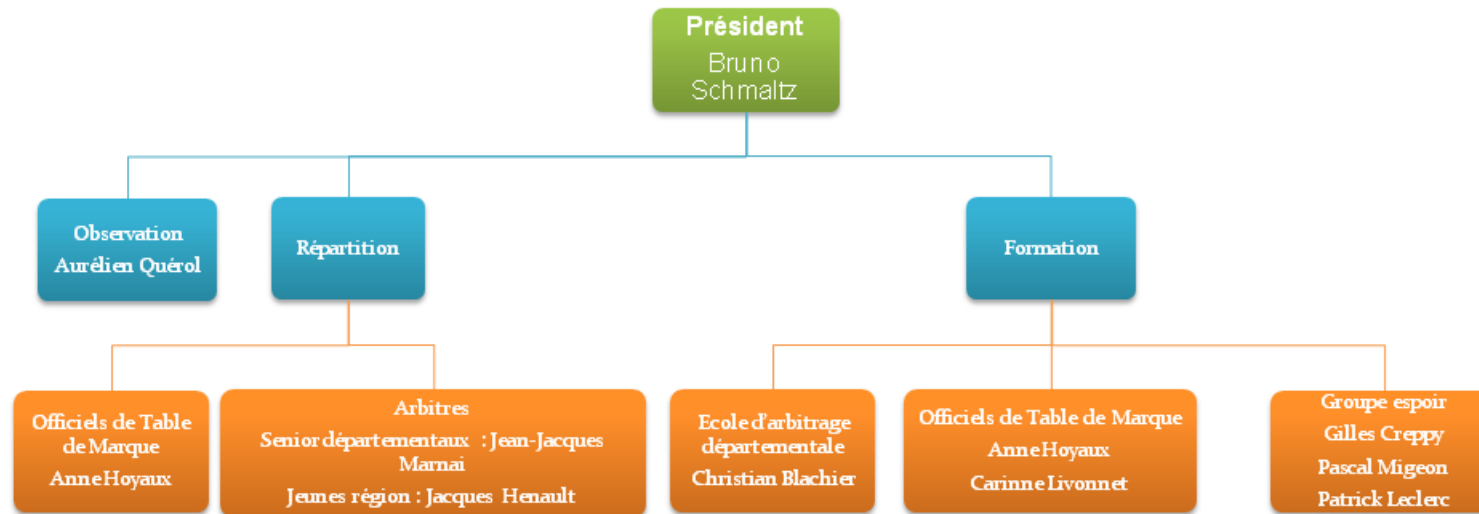 Président
Bruno
Schmaltz
Observation
Aurélien Quérol
Répartition
Formation
Officiels de Table
de Marque
Anne Hoyaux
Arbitres
Senior départementaux : Jean-Jacques
Marnai
Jeunes région : Jacques Henault
Ecole d'arbitrage
départementale
Christian Blachier
Officiels de Table de Marque
Anne Hoyaux
Carinne Livonnet
Groupe espoir
Gilles Creppy
Pascal Migeon
Patrick Leclerc